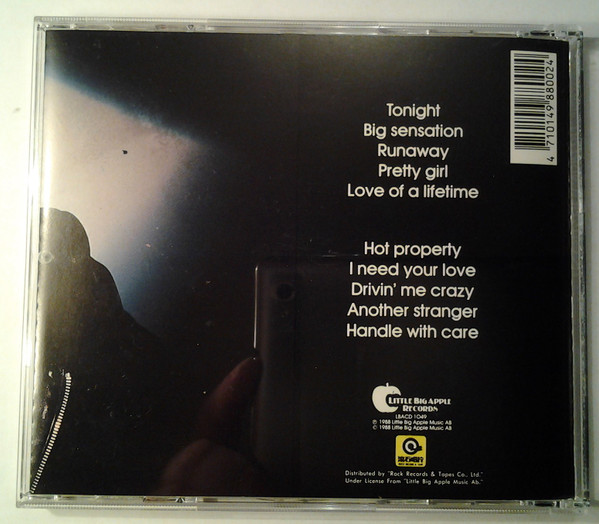 Tonight
Big sensation
Runaway
Pretty girl
Love of a lifetime
Hot property
I need your love
Drivin' me crazy
Another stranger
Handle with care
LITTLE BIG APPLE
RECORDS
LBACD 1049
℗ 1988 Little Big Apple Music AB
© 1988 Little Big Apple Music AB
Distributed by "Rock Records & Tapes Co., Ltd."
Under License From "Little Big Apple Music Ab."
4 710149 880024